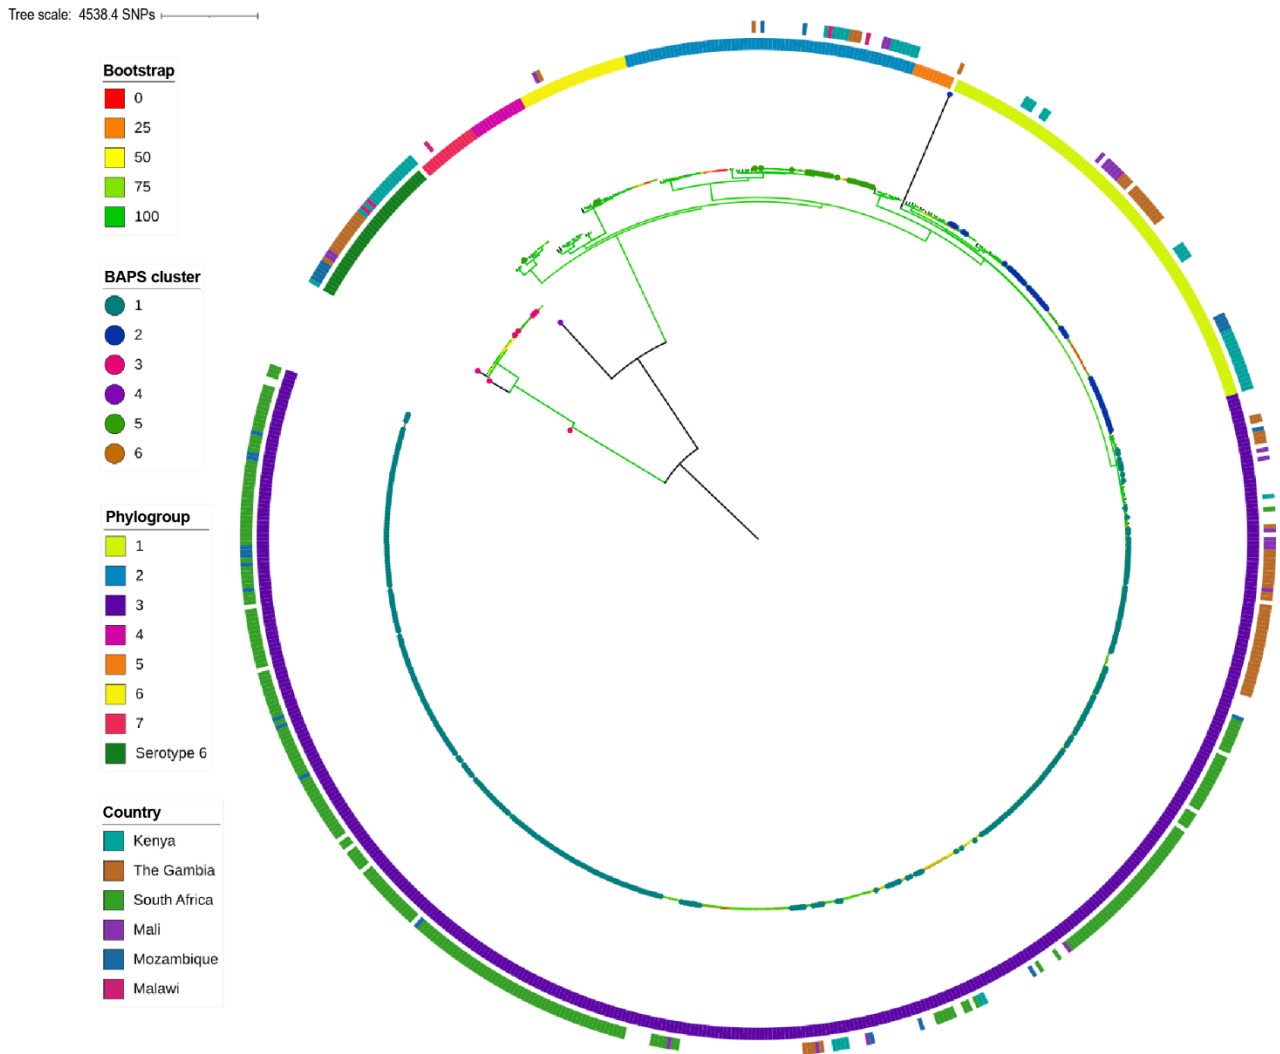 Tree scale: 4538.4 SNPs
Bootstrap
0
25
50
75
100
BAPS cluster
1
2
3
4
5
6
Phylogroup
1
2
3
4
5
6
7
Serotype 6
Country
Kenya
The Gambia
South Africa
Mali
Mozambique
Malawi